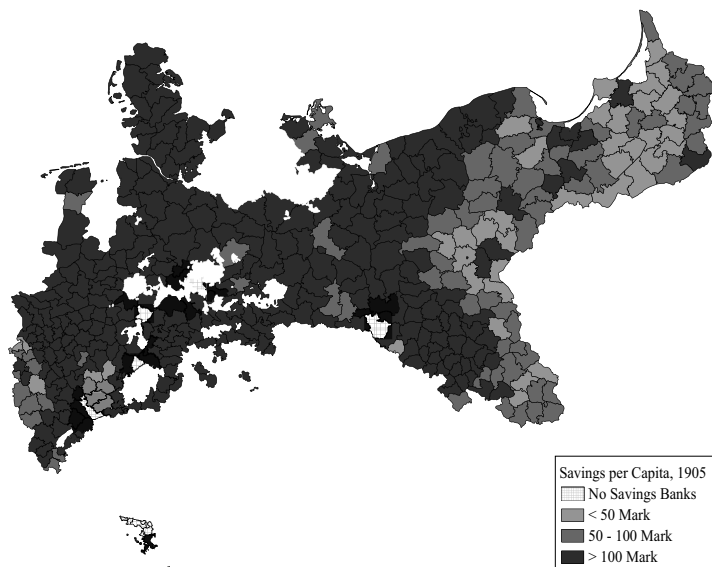 Savings per Capita, 1905
No Savings Banks
< 50 Mark
50 - 100 Mark
> 100 Mark